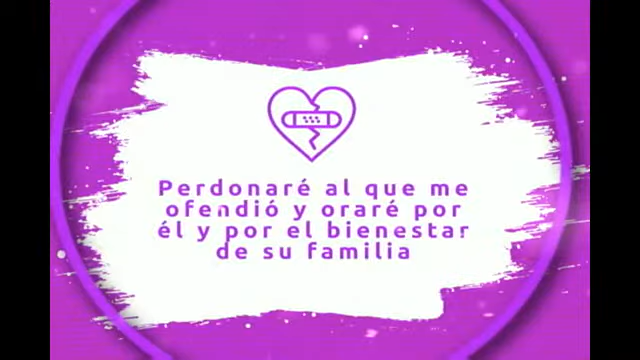 Perdonaré al que me
ofendió y oraré por
él y por el bienestar
de su familia